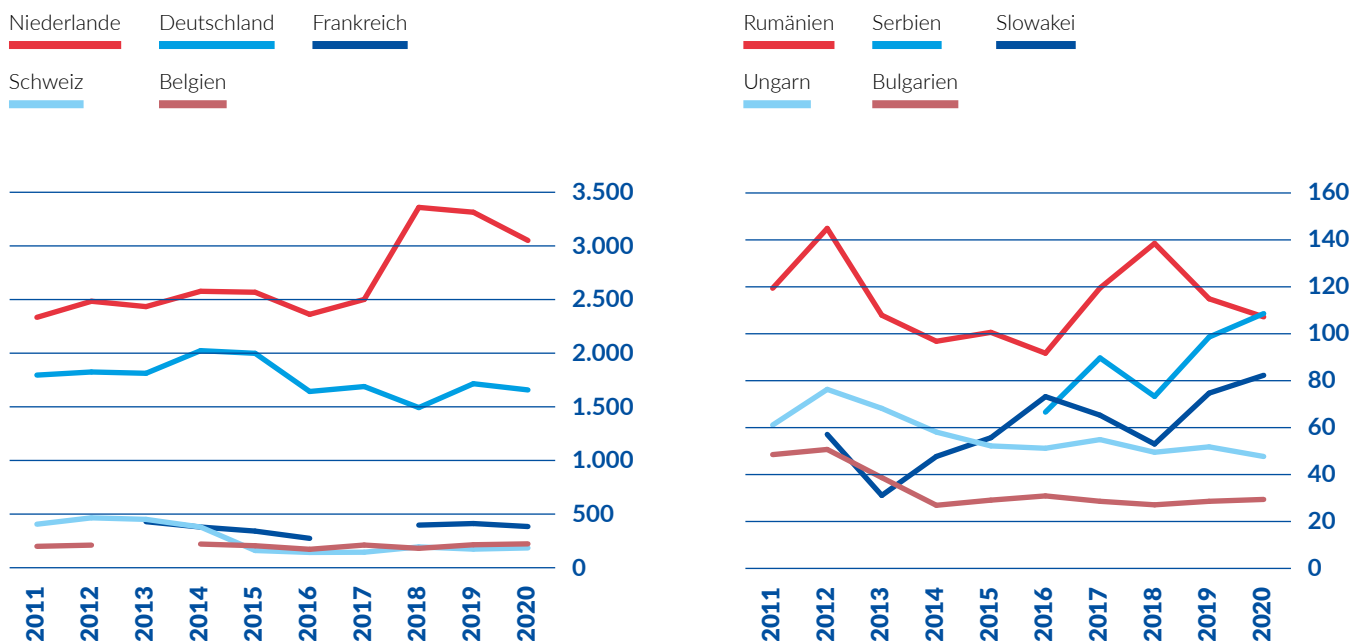 Niederlande Deutschland Frankreich
Schweiz Belgien
3.500
3.000
2.500
2.000
1.500
1.000
500
0
2011 2012 2013 2014 2015 2016 2017 2018 2019 2020
Rumänien Serbien Slowakei
Ungarn Bulgarien
160
140
120
100
80
60
40
20
0
2011 2012 2013 2014 2015 2016 2017 2018 2019 2020